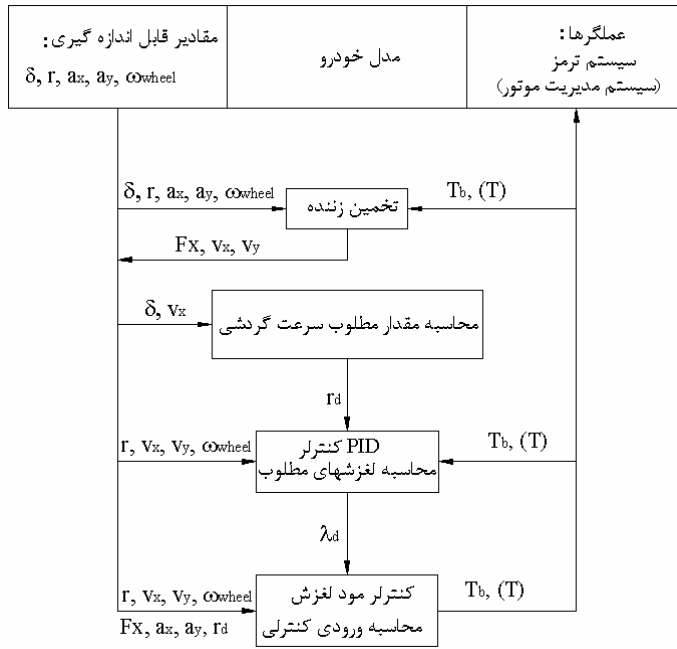 مقادیر قابل اندازه گیری:
δ, r, ax, ay, ωwheel
مدل خودرو
عملگرها:
سیستم ترمز
(سیستم مدیریت موتور)
δ, r, ax, ay, ωwheel
تخمین زننده
Tb, (T)
Fx, vx, vy
δ, vx
محاسبه مقدار مطلوب سرعت گردشی
rd
r, vx, vy, ωwheel
کنترلر PID
محاسبه لغزشهای مطلوب
Tb, (T)
λd
r, vx, vy, ωwheel
Fx, ax, ay, rd
کنترلر مود لغزش
محاسبه ورودی کنترلی
Tb, (T)